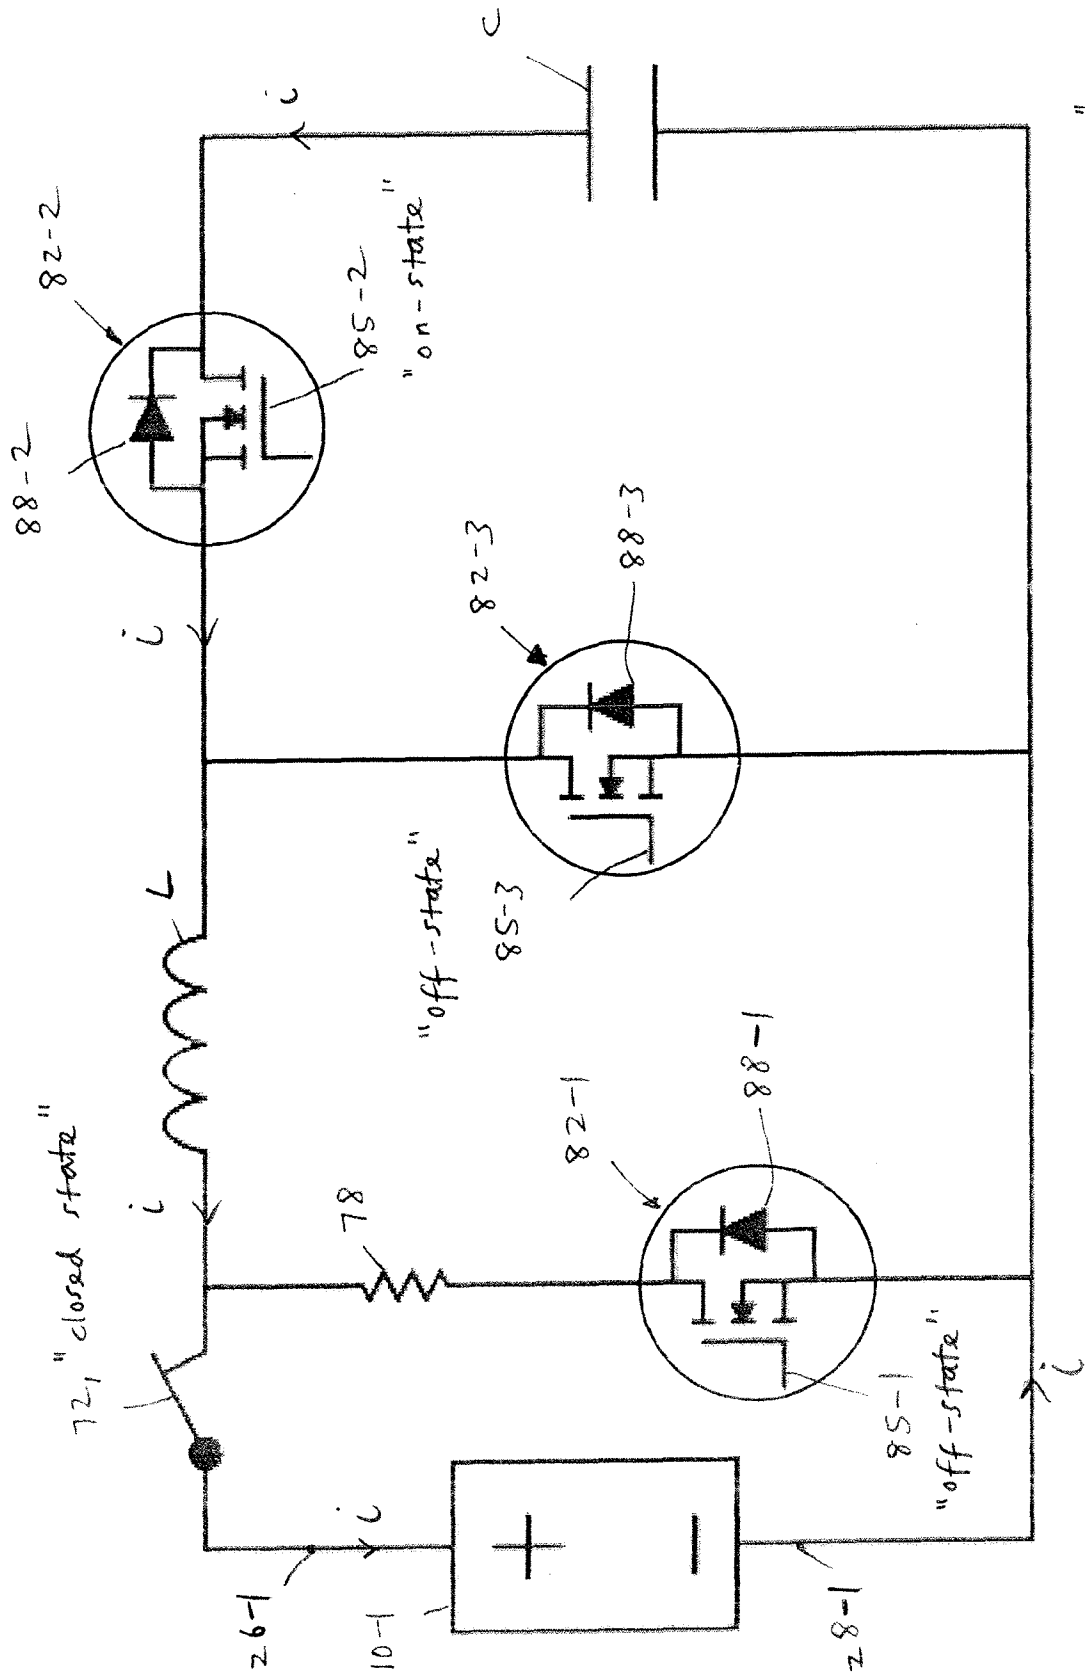 72, "closed state"
i
L
i
88-2
82-2
i
C
26-1
i
10-1
+
−
28-1
78
82-1
88-1
85-1
"off-state"
i
"off-state"
85-3
82-3
88-3
85-2
"on-state"
"